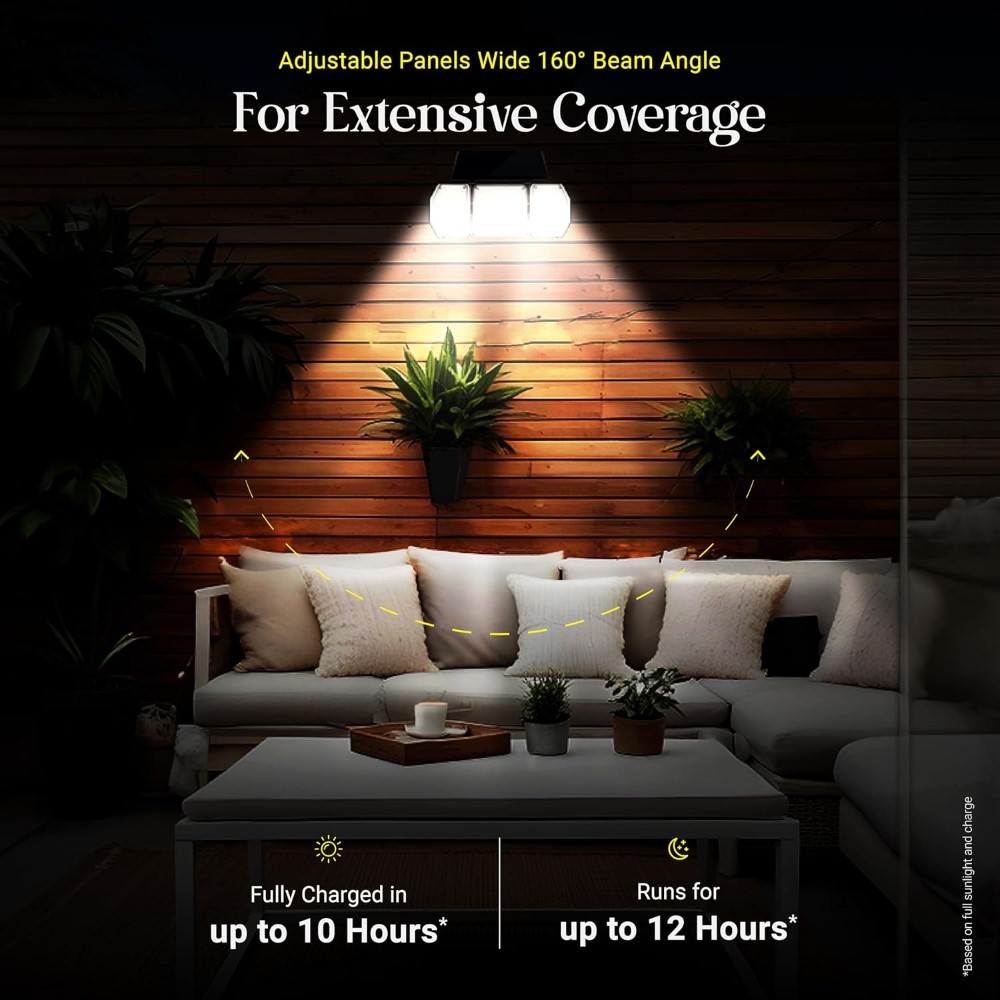 Adjustable Panels Wide 160° Beam Angle
For Extensive Coverage
Fully Charged in
up to 10 Hours*
Runs for
up to 12 Hours*
*Based on full sunlight and charge